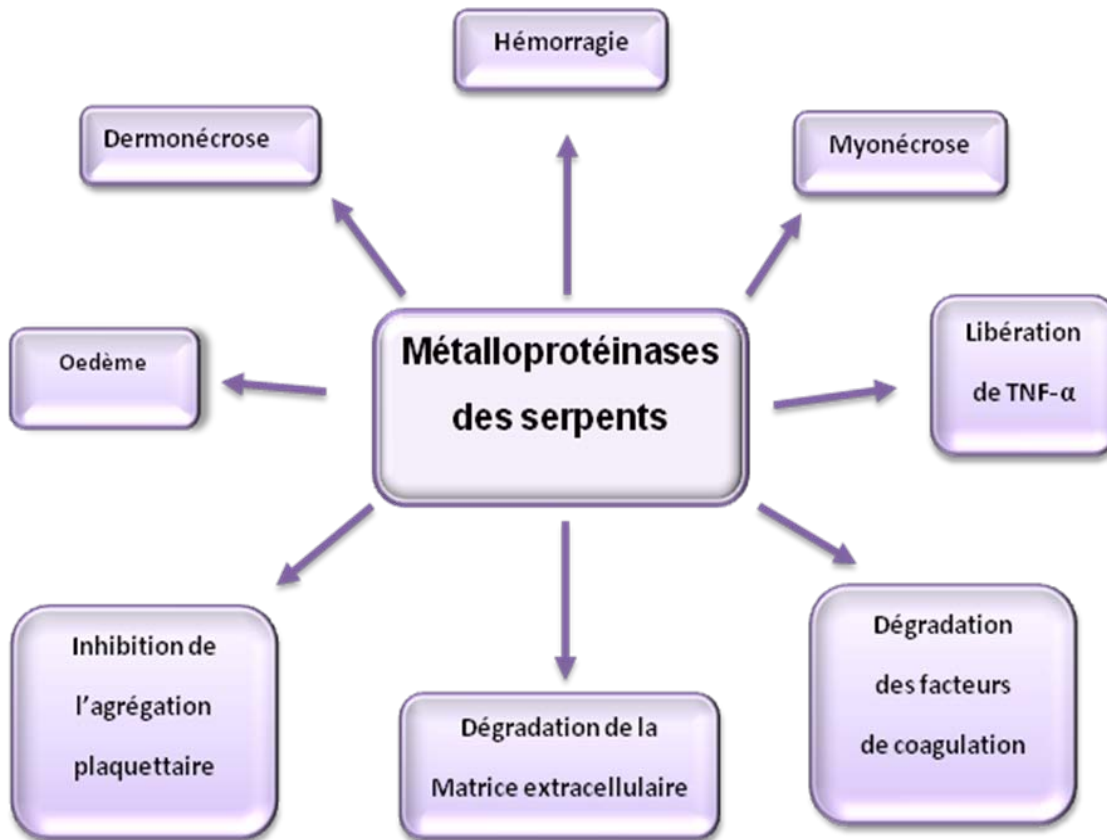 Hémorragie
Dermonécrose
Myonécrose
Métalloprotéinases
des serpents
Libération
de TNF-α
Oedème
Inhibition de
l'agrégation
plaquettaire
Dégradation de la
Matrice extracellulaire
Dégradation
des facteurs
de coagulation